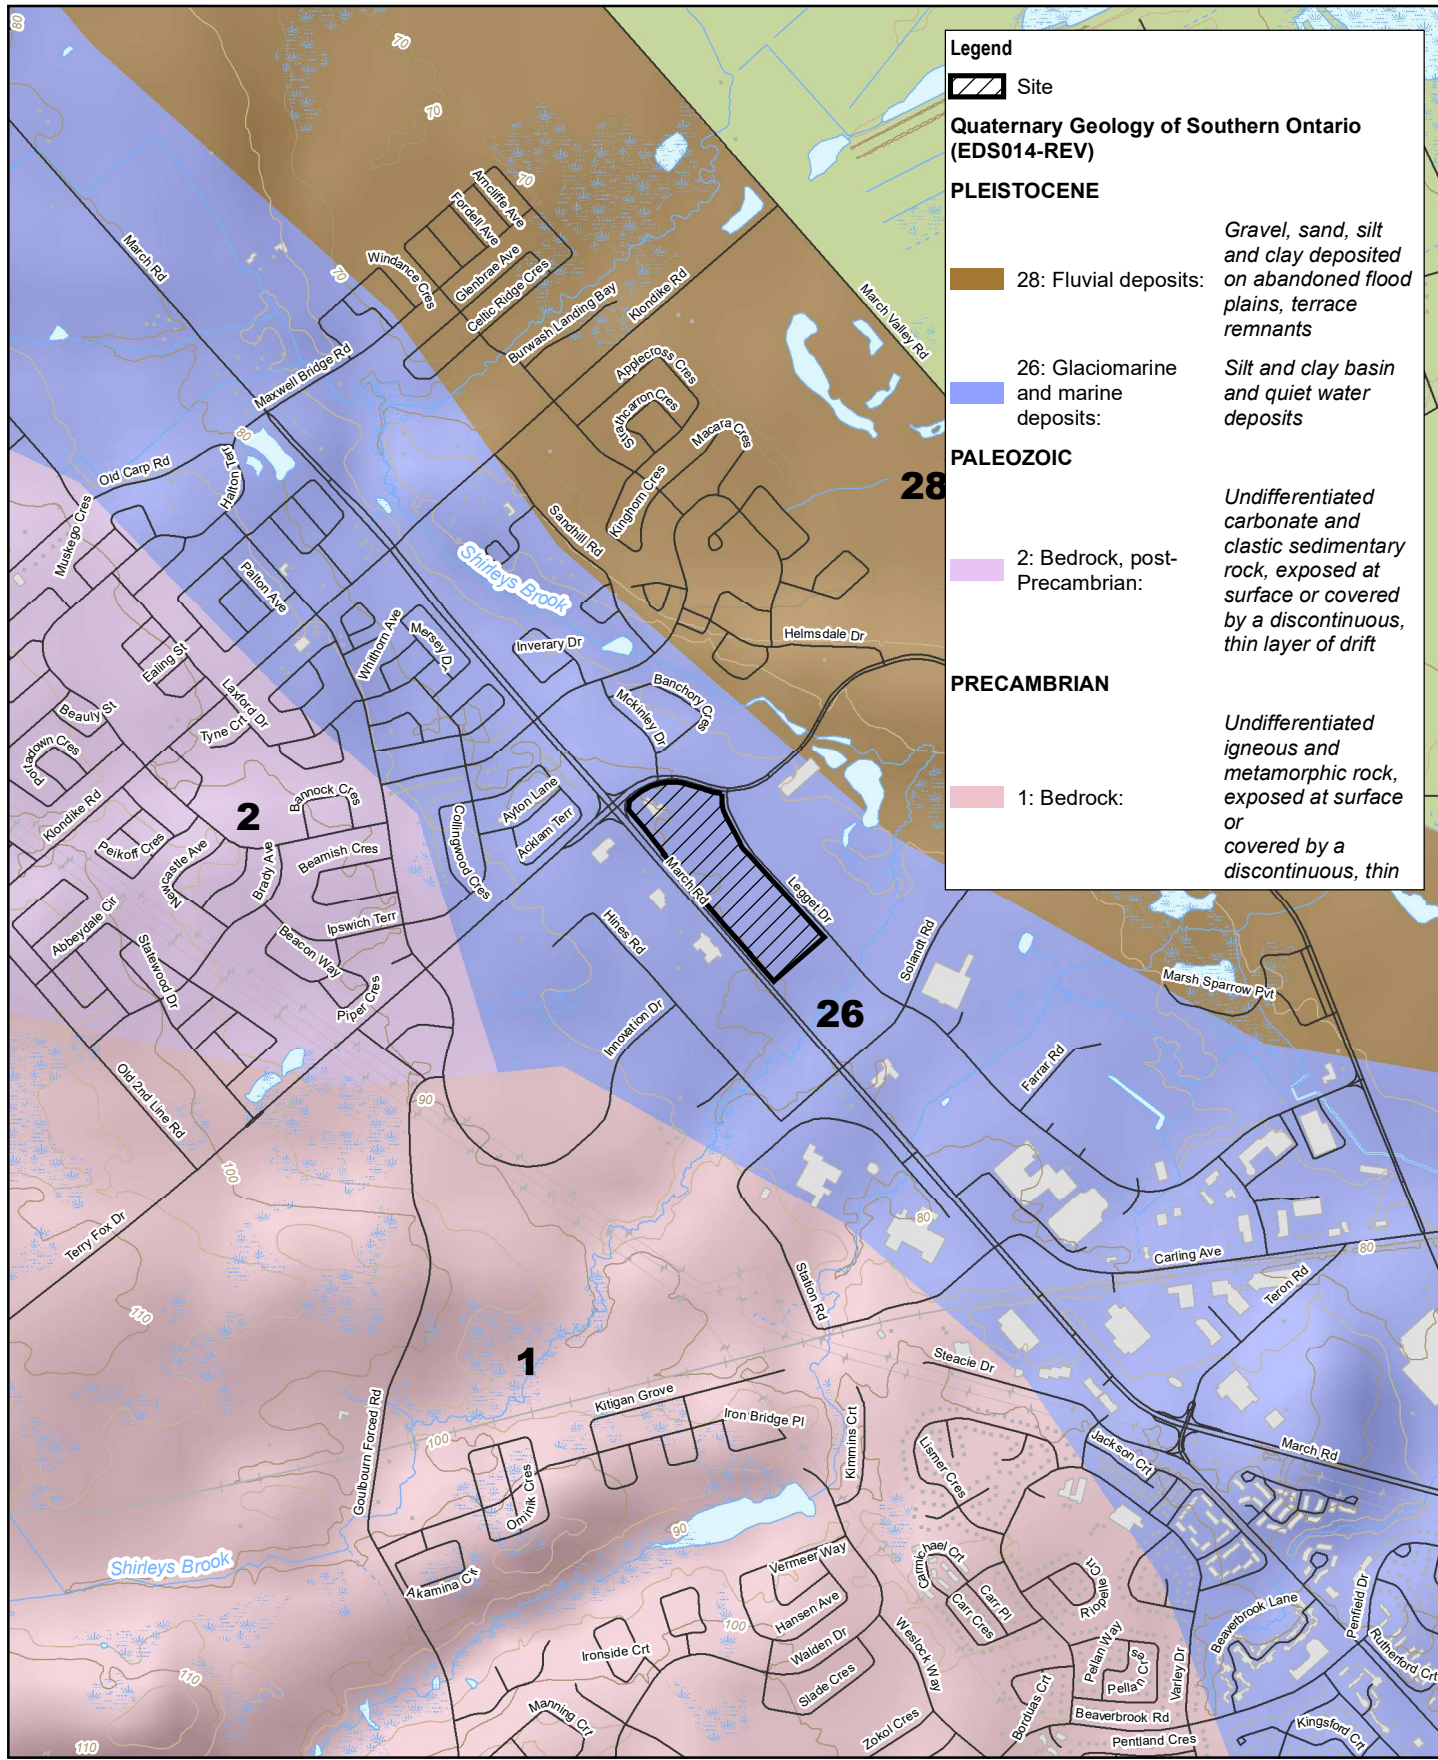 Legend
Site
Quaternary Geology of Southern Ontario
(EDS014-REV)
PLEISTOCENE
28: Fluvial deposits:
Gravel, sand, silt
and clay deposited
on abandoned flood
plains, terrace
remnants
26: Glaciomarine
and marine
deposits:
Silt and clay basin
and quiet water
deposits
PALEOZOIC
2: Bedrock, post-
Precambrian:
Undifferentiated
carbonate and
clastic sedimentary
rock, exposed at
surface or covered
by a discontinuous,
thin layer of drift
PRECAMBRIAN
1: Bedrock:
Undifferentiated
igneous and
metamorphic rock,
exposed at surface
or
covered by a
discontinuous, thin
80
70
70
70
70
March Rd
Arncliffe Ave
Fordell Ave
Windance Cres
Glenbrae Ave
Celtic Ridge Cres
Burwash Landing Bay
Klondike Rd
March Valley Rd
Maxwell Bridge Rd
Applecross Cres
Strathcarron Cres
Macara Cres
Kinghorn Cres
Sandhill Rd
28
80
Old Carp Rd
Halton Terr
Muskego Cres
Shirleys Brook
Palton Ave
Whithorn Ave
Mersey Dr
Inverary Dr
Helmsdale Dr
Banchory Cres
Mckinley Dr
Ealing St
Laxford Dr
Tyne Crt
Beauly St
Portadown Cres
Klondike Rd
Bannock Cres
2
Peikoff Cres
Newcastle Ave
Brady Ave
Beamish Cres
Collingwood Cres
Ayton Lane
Acklam Terr
March Rd
Legget Dr
Abbeydale Cir
Statewood Dr
Beacon Way
Ipswich Terr
Piper Cres
Hines Rd
Innovation Dr
Solandt Rd
26
Marsh Sparrow Pvt
Farrar Rd
Old 2nd Line Rd
90
100
Terry Fox Dr
110
80
Carling Ave
80
Teron Rd
Station Rd
1
Steacie Dr
Kitigan Grove
Iron Bridge Pl
Goulbourn Forced Rd
100
Kimmins Crt
Lismer Cres
Jackson Crt
March Rd
Ominik Cres
90
Shirleys Brook
Akamina Cir
Vermeer Way
Hansen Ave
Walden Dr
Slade Cres
100
Ironside Crt
Manning Crt
Carmichael Crt
Carr Pl
Carr Cres
Riopelle Crt
Weslock Way
Pellan Way
Pellan Cres
Varley Dr
Borduas Crt
Beaverbrook Rd
Pentland Cres
Zokol Cres
Beaverbrook Lane
Penfield Dr
Rutherford Crt
Kingsford Crt
110
110